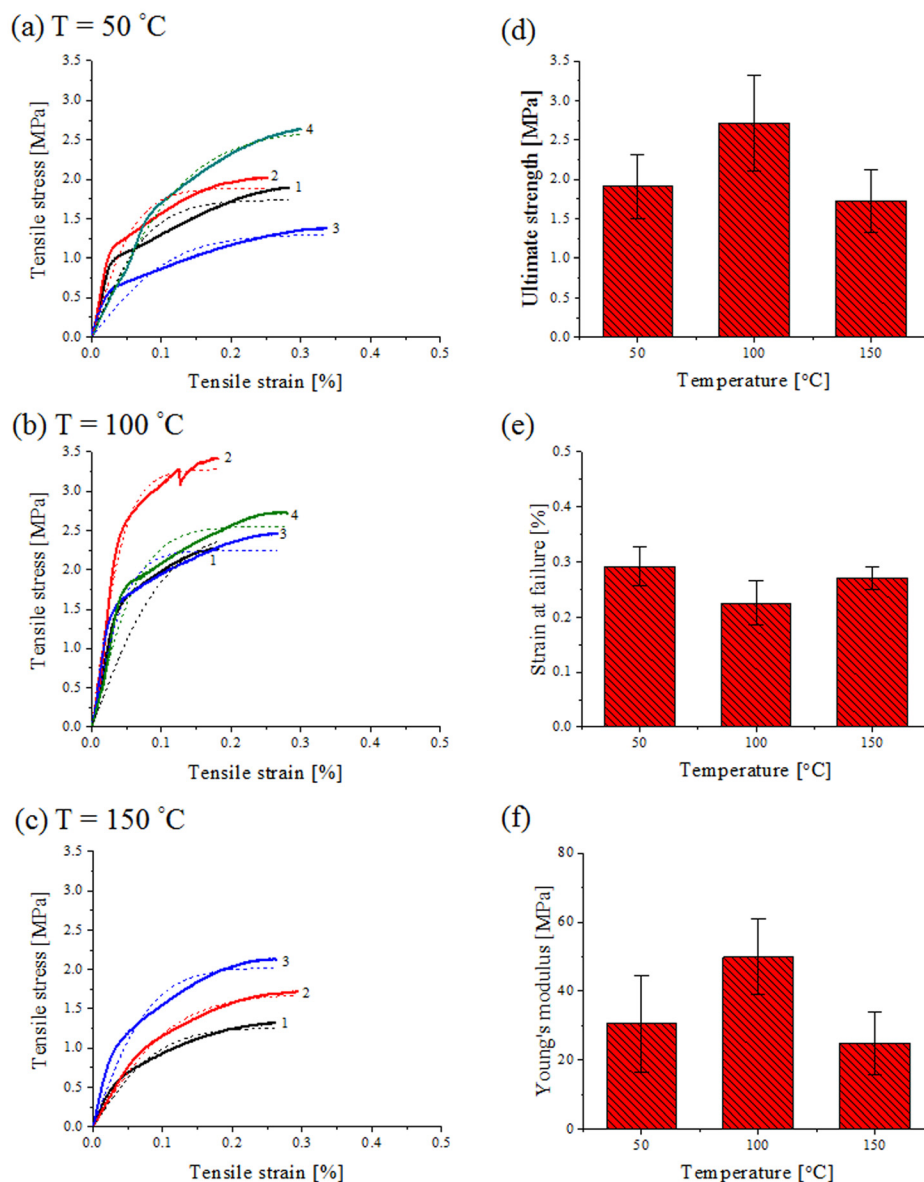 (a) T = 50 °C
3.5
3.0
2.5
2.0
1.5
1.0
0.5
0.0
Tensile stress [MPa]
4
2
1
3
0.0 0.1 0.2 0.3 0.4 0.5
Tensile strain [%]
(d)
3.5
3.0
2.5
2.0
1.5
1.0
0.5
0.0
Ultimate strength [MPa]
50 100 150
Temperature [°C]
(b) T = 100 °C
3.5
3.0
2.5
2.0
1.5
1.0
0.5
0.0
Tensile stress [MPa]
2
4
3
1
0.0 0.1 0.2 0.3 0.4 0.5
Tensile strain [%]
(e)
0.5
0.4
0.3
0.2
0.1
0.0
Strain at failure [%]
50 100 150
Temperature [°C]
(c) T = 150 °C
3.5
3.0
2.5
2.0
1.5
1.0
0.5
0.0
Tensile stress [MPa]
3
2
1
0.0 0.1 0.2 0.3 0.4 0.5
Tensile strain [%]
(f)
80
60
40
20
0
Young's modulus [MPa]
50 100 150
Temperature [°C]